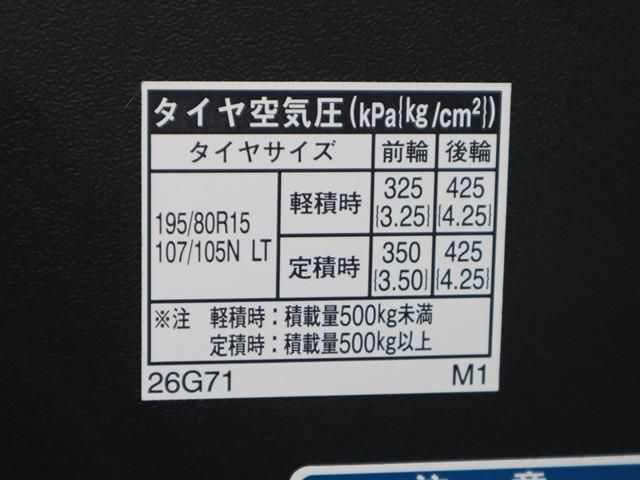 タイヤ空気圧(kPa{kg/cm²})
タイヤサイズ 前輪 後輪
195/80R15 107/105N LT
軽積時 325 {3.25} 425 {4.25}
定積時 350 {3.50} 425 {4.25}
※注 軽積時:積載量500kg未満
定積時:積載量500kg以上
26G71 M1
注意